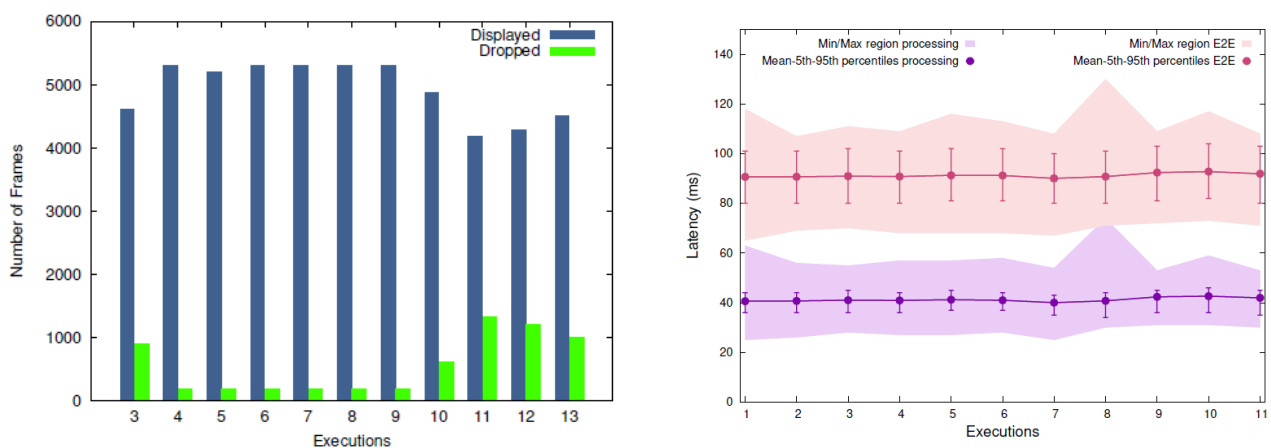 6000
5000
4000
3000
2000
1000
0
Number of Frames
Displayed
Dropped
3 4 5 6 7 8 9 10 11 12 13
Executions
140
120
100
80
60
40
20
0
Latency (ms)
Min/Max region processing
Mean-5th-95th percentiles processing
Min/Max region E2E
Mean-5th-95th percentiles E2E
1 2 3 4 5 6 7 8 9 10 11
Executions